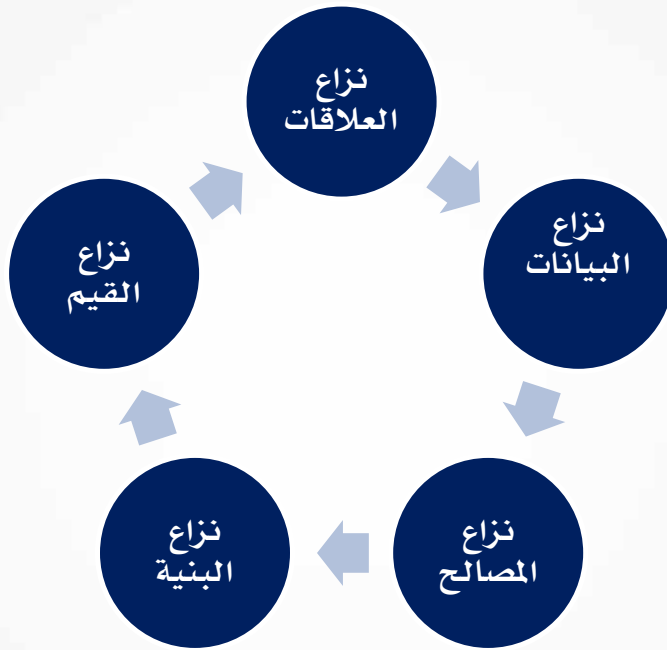 نزاع
العلاقات
نزاع
البيانات
نزاع
المصالح
نزاع
البنية
نزاع
القيم